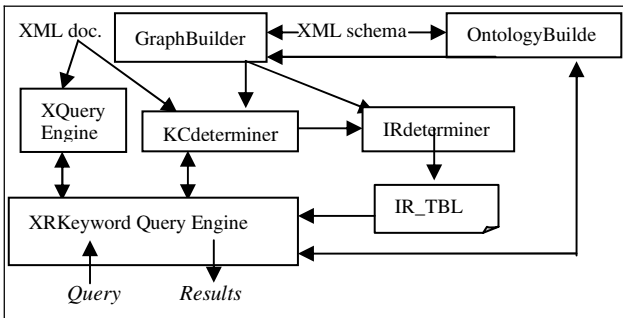 XML doc.
GraphBuilder
XML schema
OntologyBuilde
XQuery
Engine
KCdeterminer
IRdeterminer
XRKeyword Query Engine
IR_TBL
Query
Results